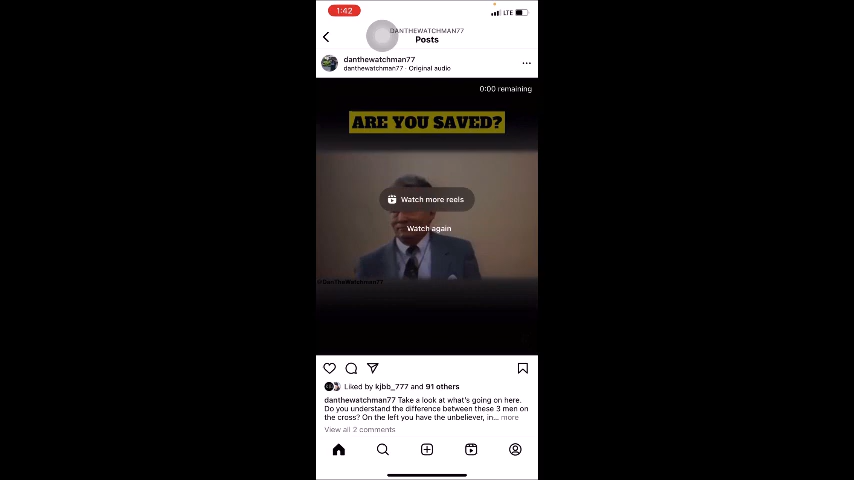 1:42
LTE
DANTHEWATCHMAN77
Posts
danthewatchman77
danthewatchman77 · Original audio
0:00 remaining
ARE YOU SAVED?
Watch more reels
Watch again
@DanTheWatchman77
Liked by kjbb_777 and 91 others
danthewatchman77 Take a look at what's going on here.
Do you understand the difference between these 3 men on
the cross? On the left you have the unbeliever, in... more
View all 2 comments